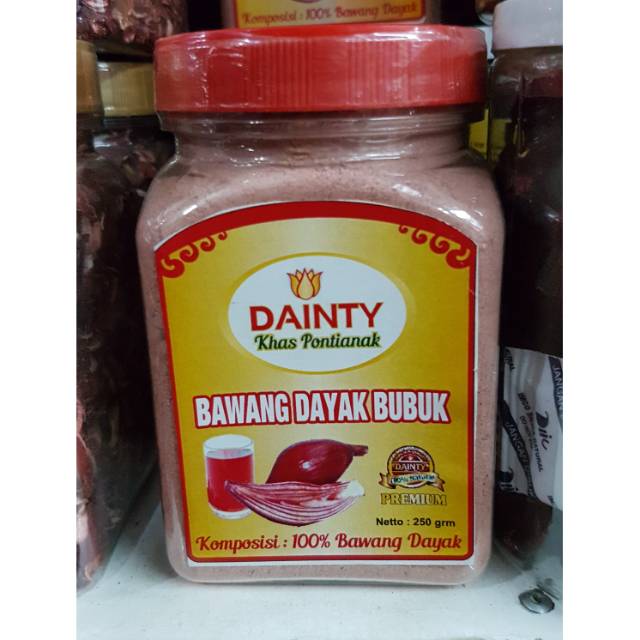 Komposisi : 100% Bawang Dayak
DAINTY
Khas Pontianak
BAWANG DAYAK BUBUK
DAINTY
PREMIUM
Netto : 250 grm
Komposisi : 100% Bawang Dayak